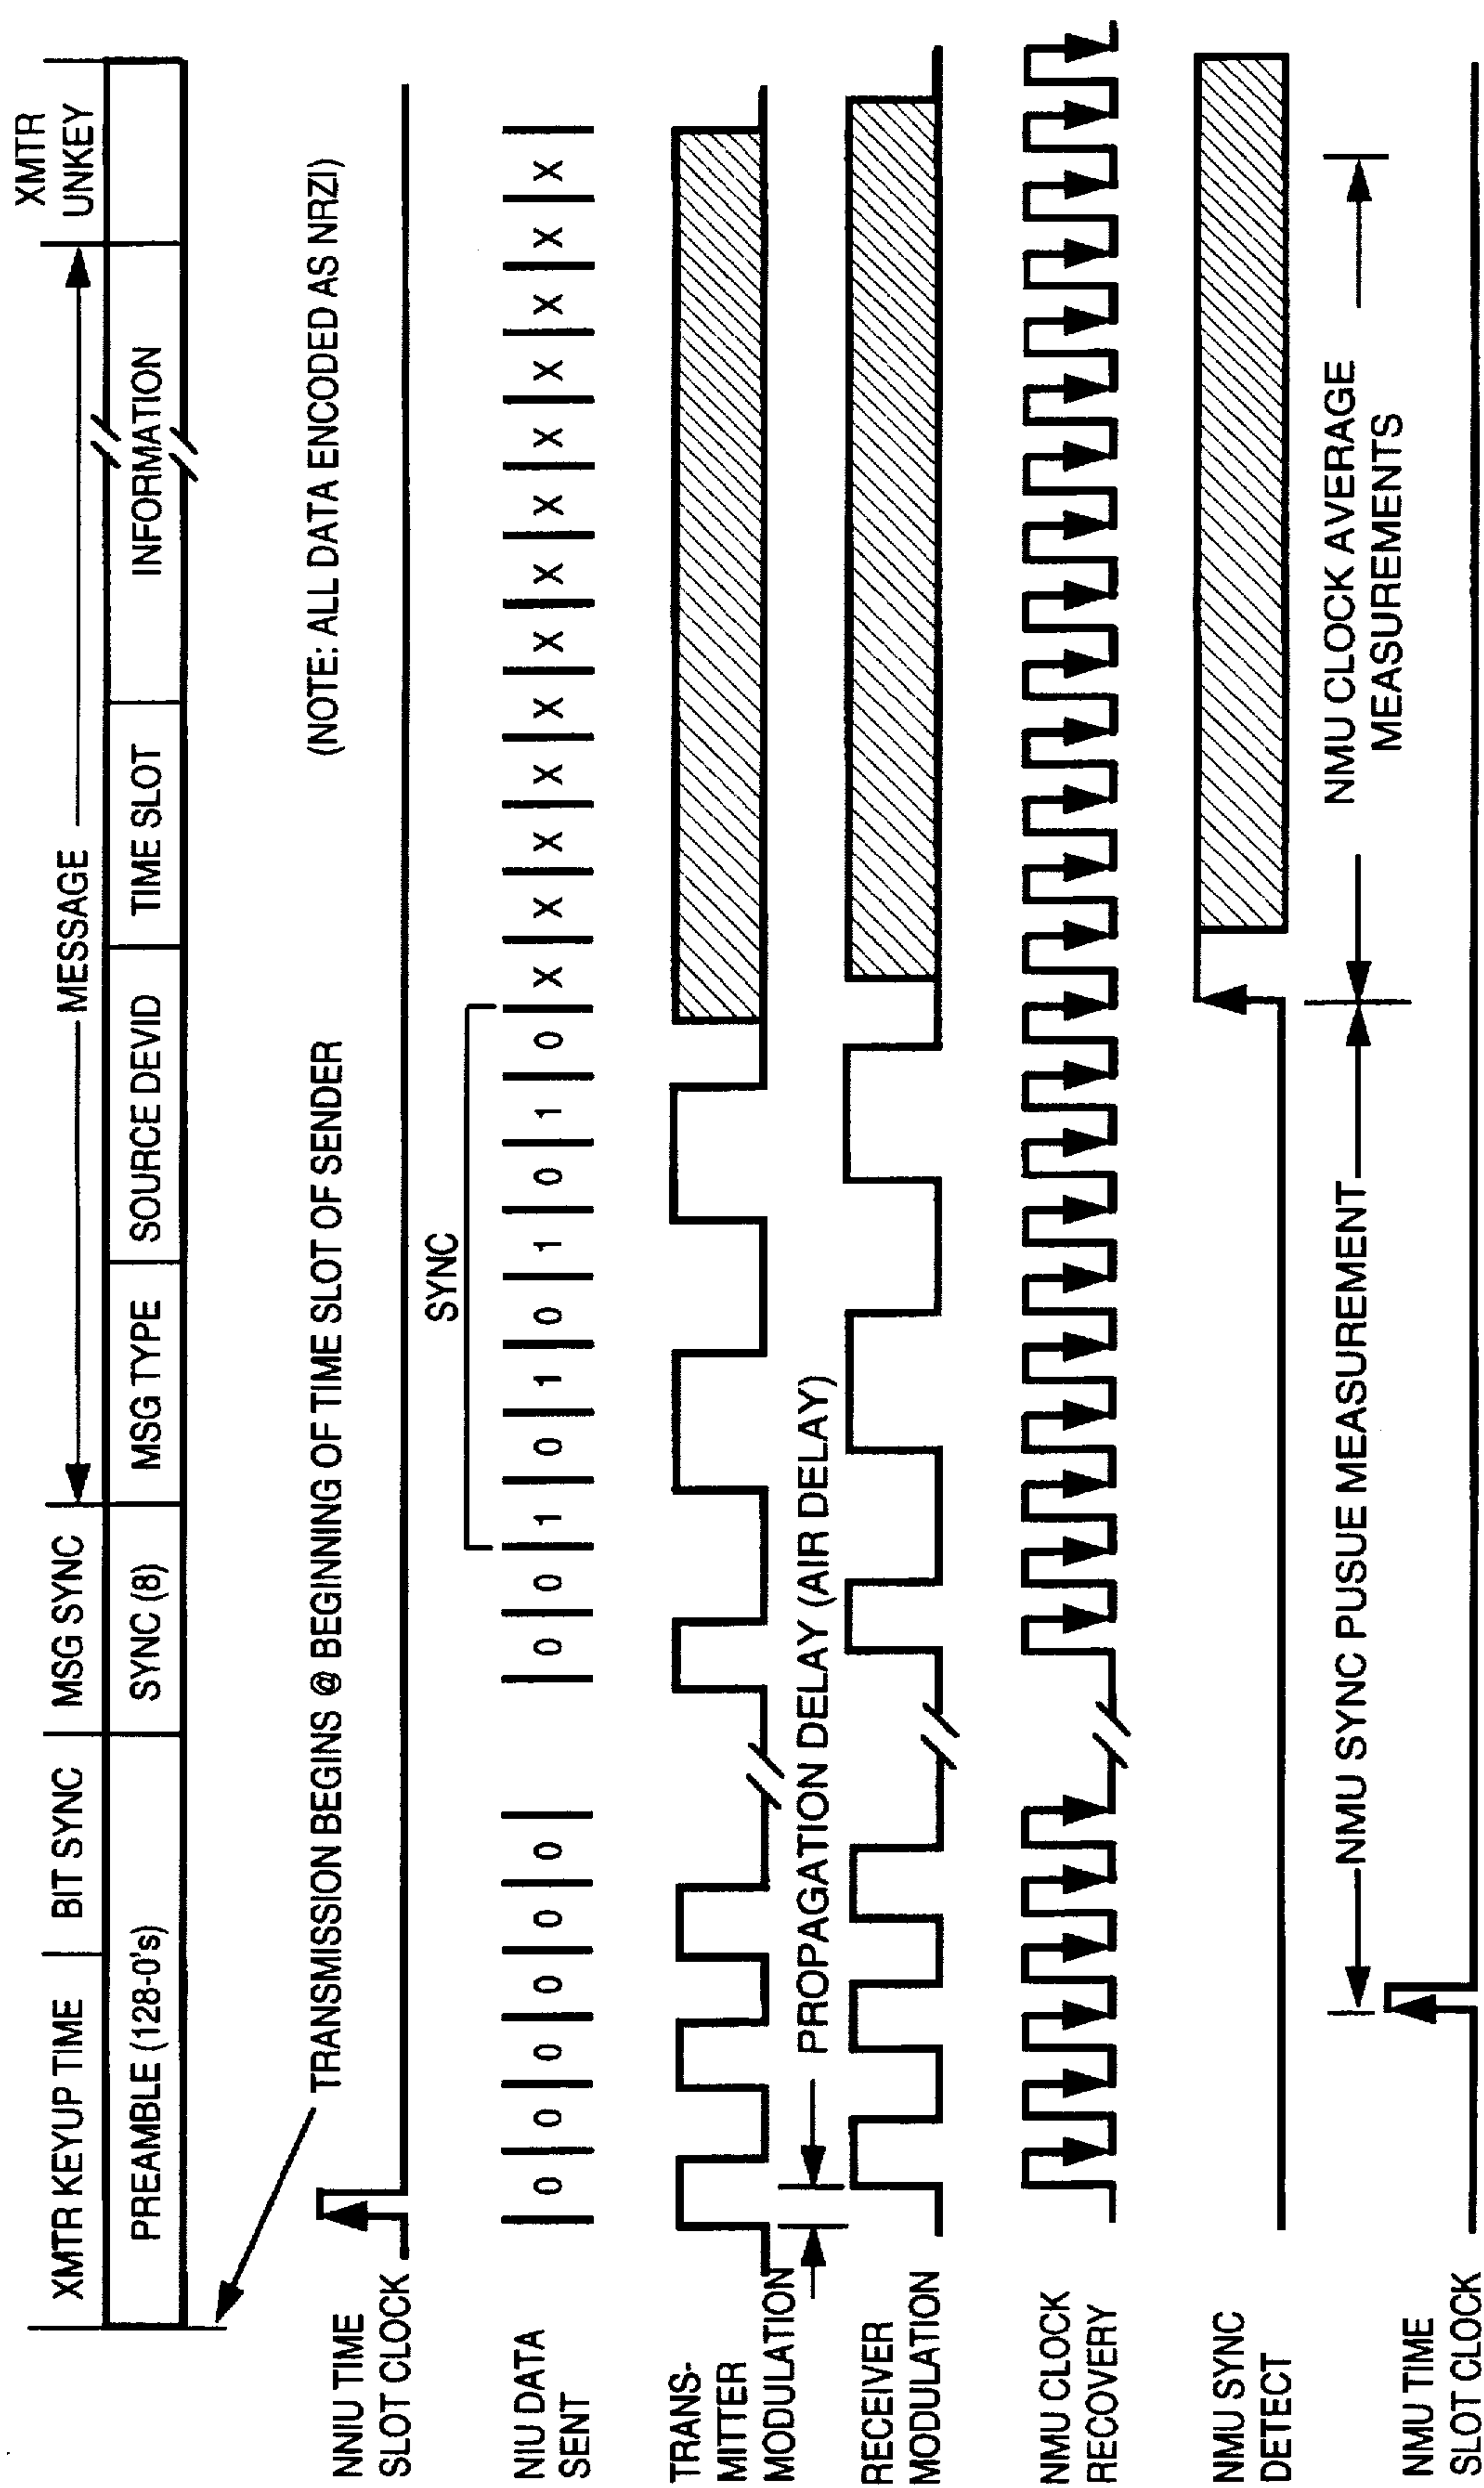 XMTR
XMTR KEYUP TIME
BIT SYNC
MSG SYNC
MESSAGE
UNKEY
PREAMBLE (128-0's)
SYNC (8)
MSG TYPE
SOURCE DEVID
TIME SLOT
INFORMATION
TRANSMISSION BEGINS @ BEGINNING OF TIME SLOT OF SENDER
(NOTE: ALL DATA ENCODED AS NRZI)
NNIU TIME
SLOT CLOCK
SYNC
NIU DATA
SENT
0 0 0 0 0 0
0 0 1 0 1 0 1 0 1 0 X X X X X X X X X X X X X
TRANS-
MITTER
MODULATION
PROPAGATION DELAY (AIR DELAY)
RECEIVER
MODULATION
NMU CLOCK
RECOVERY
NMU SYNC
DETECT
NMU SYNC PUSUE MEASUREMENT
NMU CLOCK AVERAGE
MEASUREMENTS
NMU TIME
SLOT CLOCK